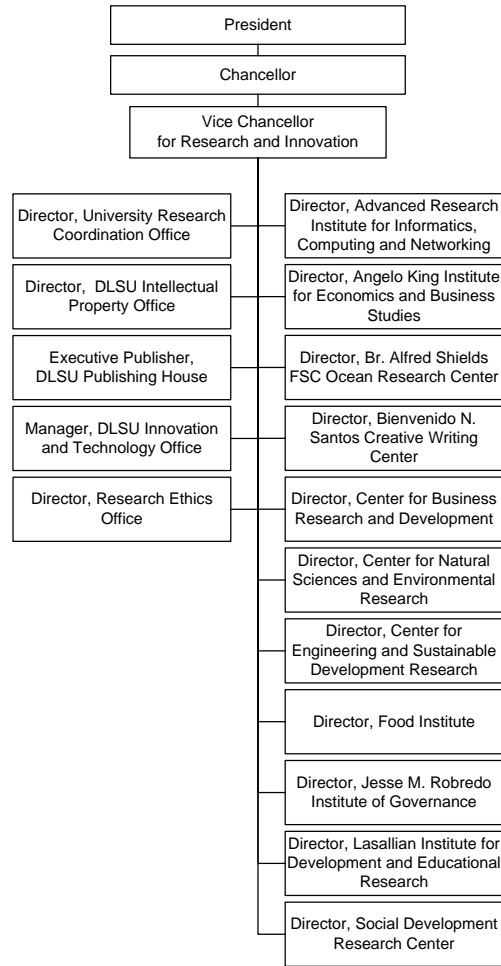 President
Chancellor
Vice Chancellor
for Research and Innovation
Director, University Research
Coordination Office
Director, DLSU Intellectual
Property Office
Executive Publisher,
DLSU Publishing House
Manager, DLSU Innovation
and Technology Office
Director, Research Ethics
Office
Director, Advanced Research
Institute for Informatics,
Computing and Networking
Director, Angelo King Institute
for Economics and Business
Studies
Director, Br. Alfred Shields
FSC Ocean Research Center
Director, Bienvenido N.
Santos Creative Writing
Center
Director, Center for Business
Research and Development
Director, Center for Natural
Sciences and Environmental
Research
Director, Center for
Engineering and Sustainable
Development Research
Director, Food Institute
Director, Jesse M. Robredo
Institute of Governance
Director, Lasallian Institute for
Development and Educational
Research
Director, Social Development
Research Center